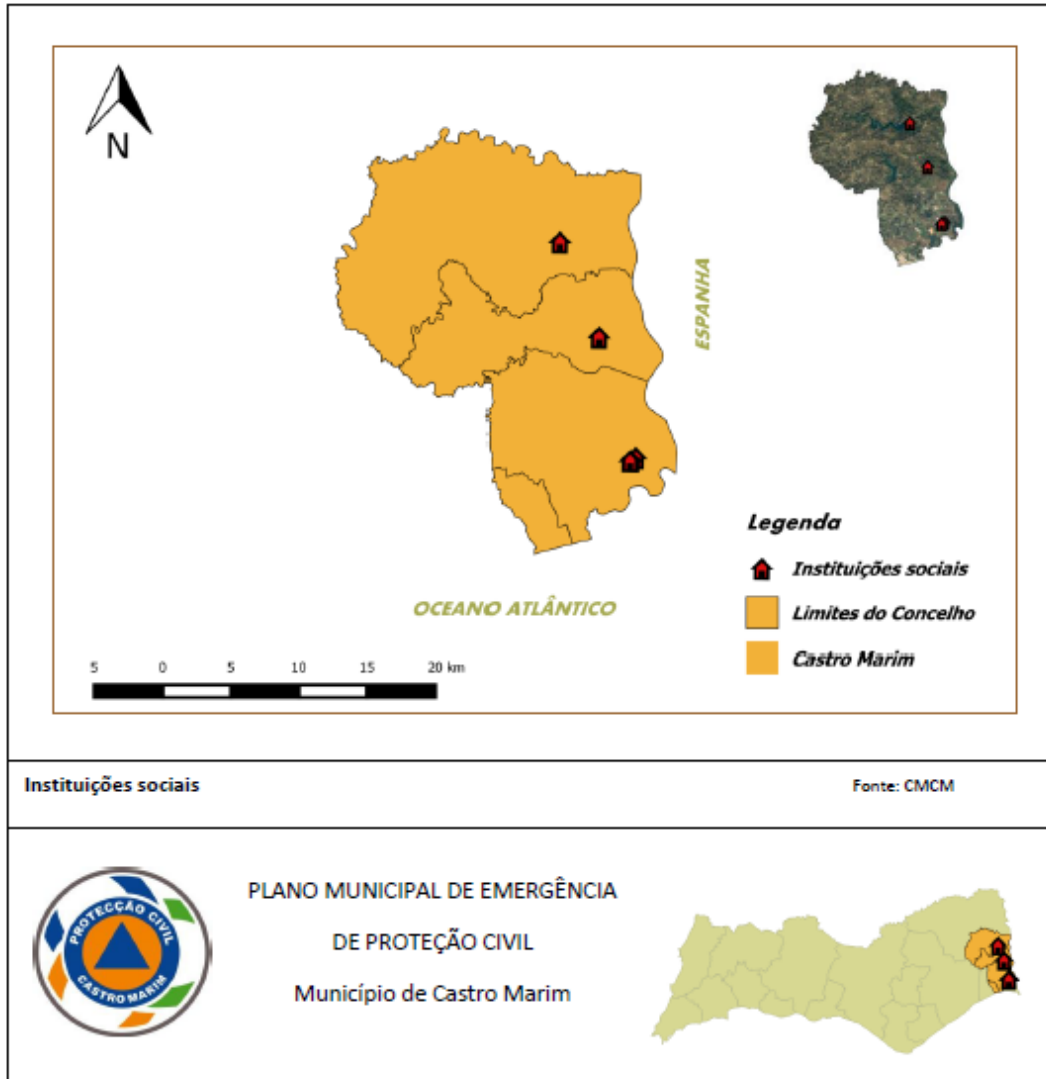 N
ESPANHA
OCEANO ATLÂNTICO
Legenda
Instituições sociais
Limites do Concelho
Castro Marim
5 0 5 10 15 20 km
Instituições sociais
Fonte: CMCM
PROTECÇÃO CIVIL
CASTRO MARIM
PLANO MUNICIPAL DE EMERGÊNCIA
DE PROTEÇÃO CIVIL
Município de Castro Marim